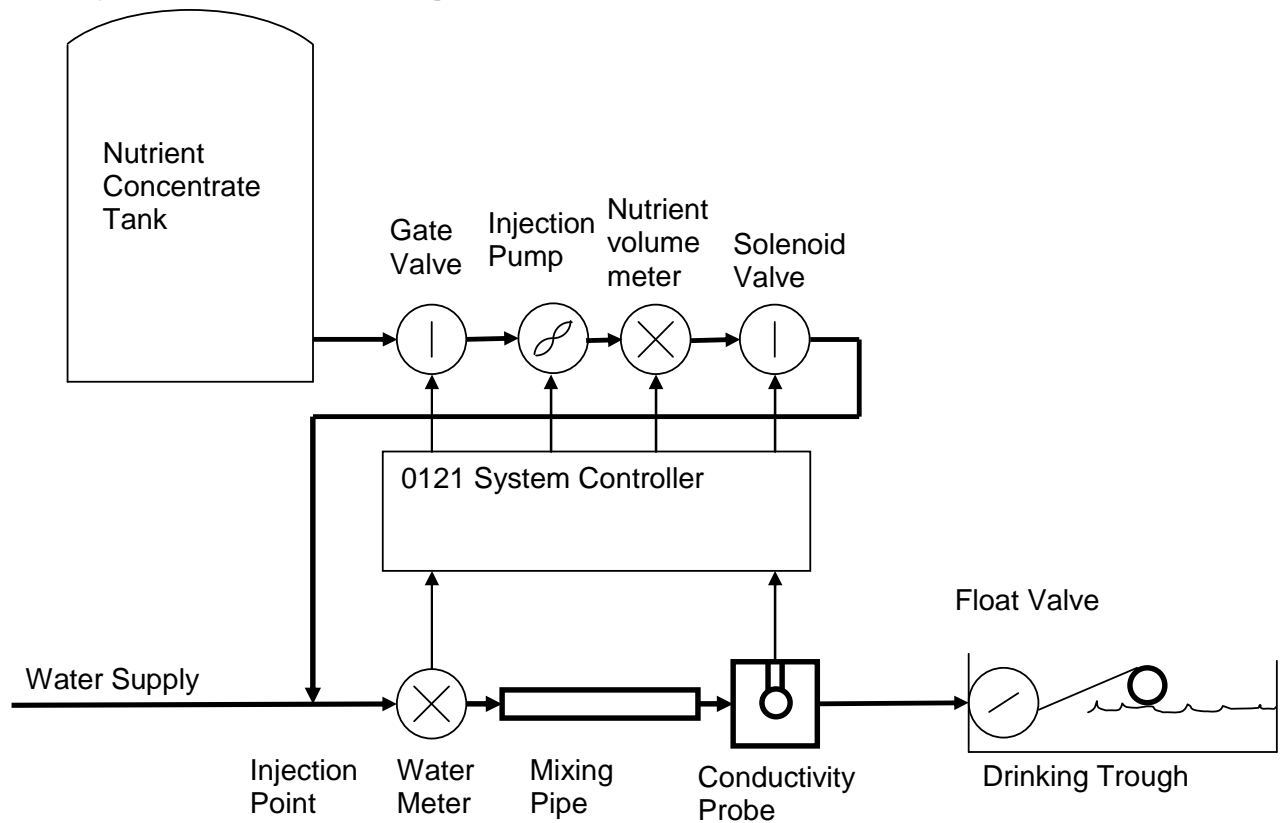 Nutrient
Concentrate
Tank
Gate
Valve
Injection
Pump
Nutrient
volume
meter
Solenoid
Valve
0121 System Controller
Float Valve
Water Supply
Injection
Point
Water
Meter
Mixing
Pipe
Conductivity
Probe
Drinking Trough